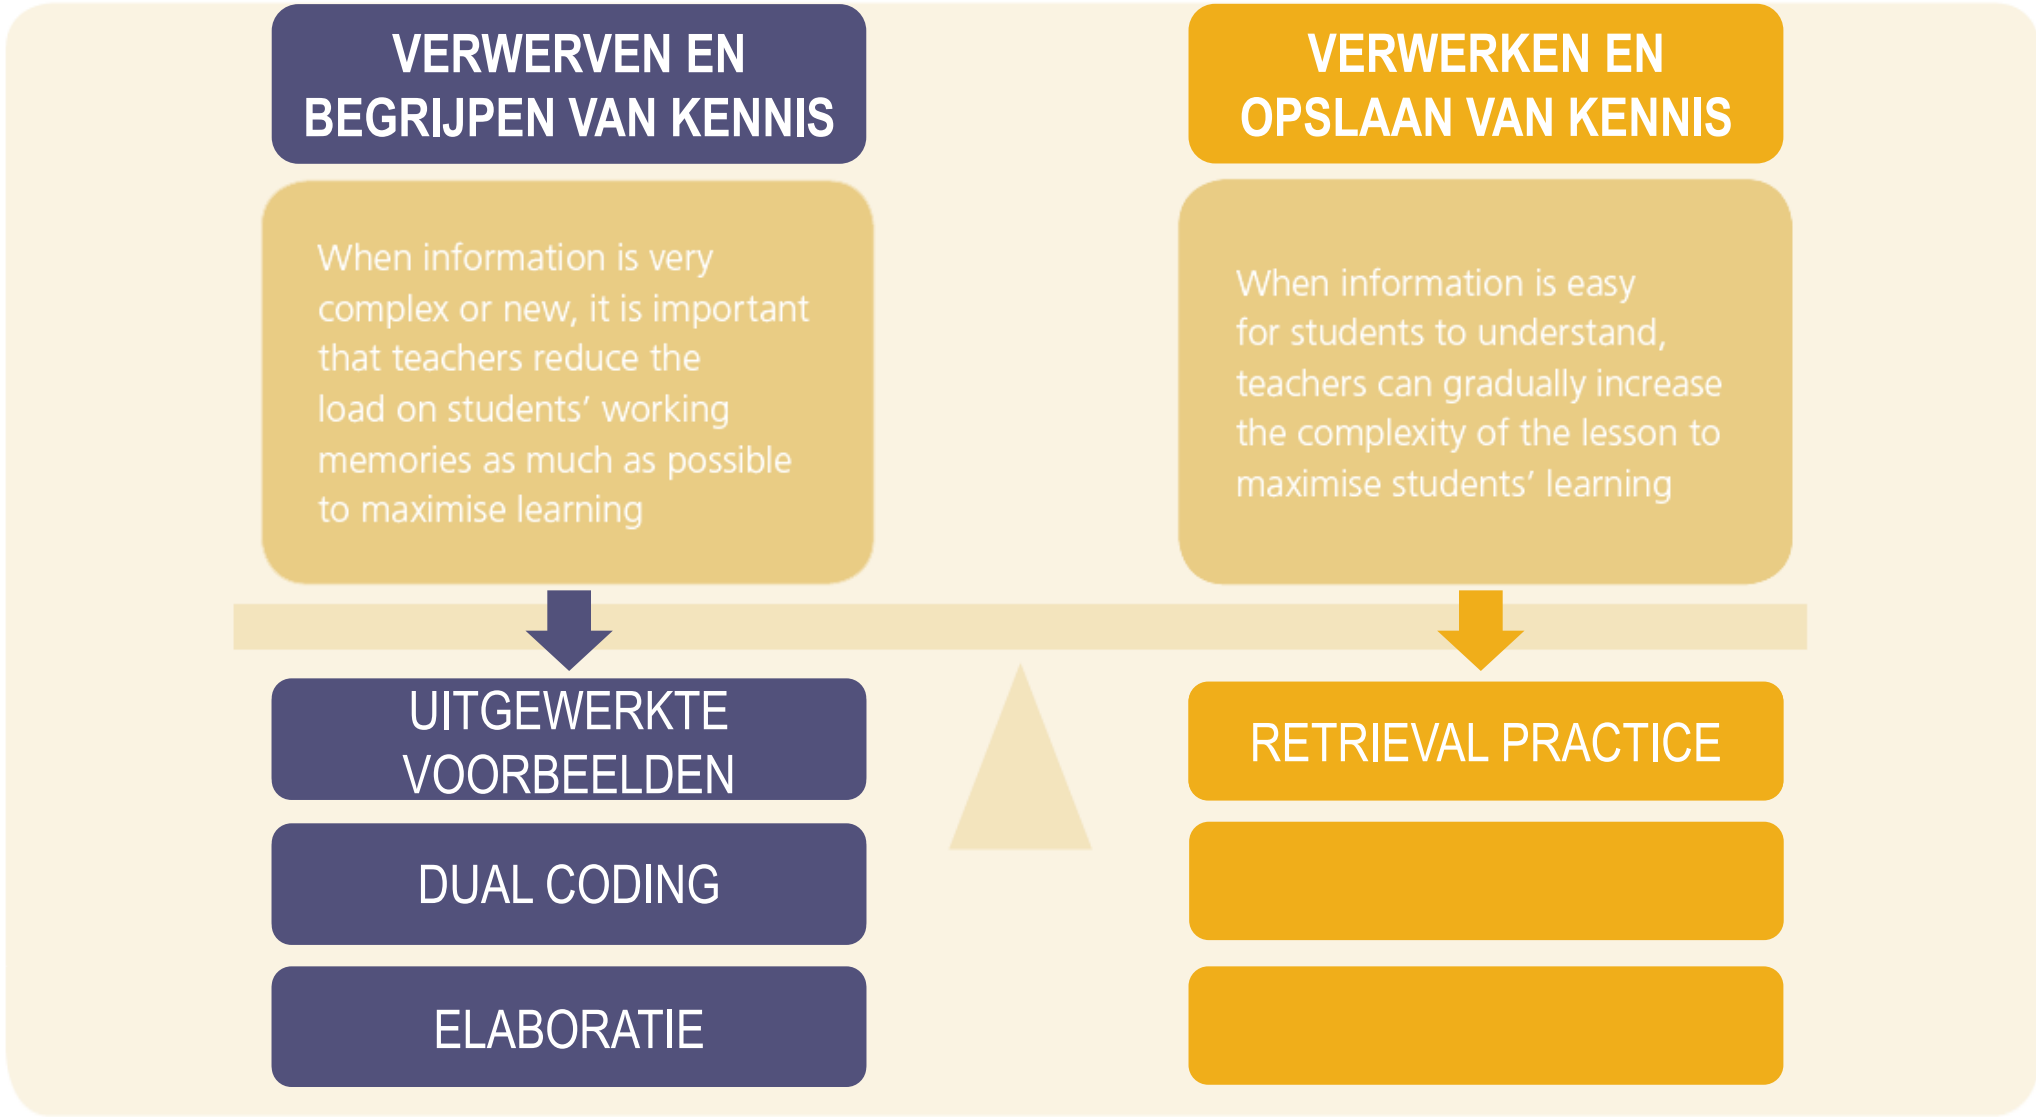 VERWERVEN EN
BEGRIJPEN VAN KENNIS
When information is very
complex or new, it is important
that teachers reduce the
load on students’ working
memories as much as possible
to maximise learning
UITGEWERKTE
VOORBEELDEN
DUAL CODING
ELABORATIE
VERWERKEN EN
OPSLAAN VAN KENNIS
When information is easy
for students to understand,
teachers can gradually increase
the complexity of the lesson to
maximise students’ learning
RETRIEVAL PRACTICE